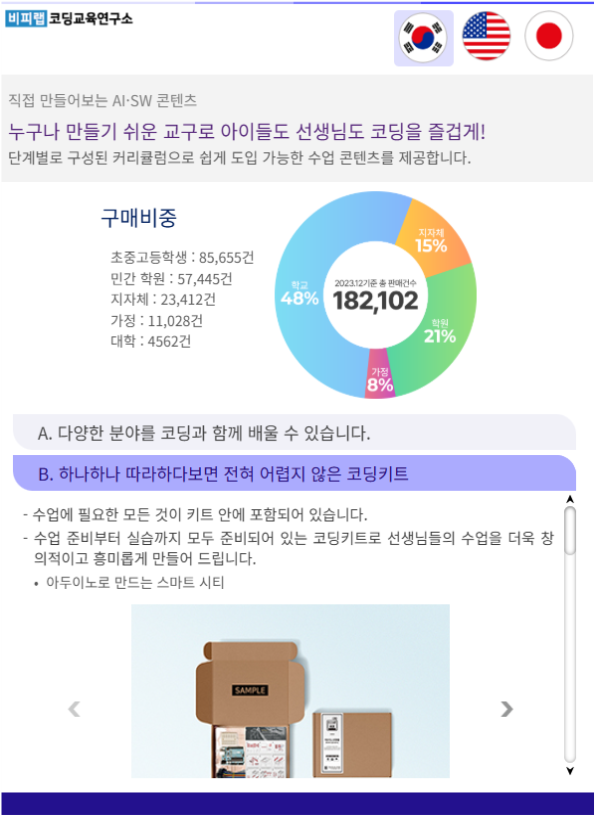 비피랩 코딩교육연구소
직접 만들어보는 AI·SW 콘텐츠
누구나 만들기 쉬운 교구로 아이들도 선생님도 코딩을 즐겁게!
단계별로 구성된 커리큘럼으로 쉽게 도입 가능한 수업 콘텐츠를 제공합니다.
구매비중
초중고등학생 : 85,655건
민간 학원 : 57,445건
지자체 : 23,412건
가정 : 11,028건
대학 : 4562건
지자체
15%
학교
48%
2023.12기준 총 판매건수
182,102
학원
21%
가정
8%
A. 다양한 분야를 코딩과 함께 배울 수 있습니다.
B. 하나하나 따라하다보면 전혀 어렵지 않은 코딩키트
- 수업에 필요한 모든 것이 키트 안에 포함되어 있습니다.
- 수업 준비부터 실습까지 모두 준비되어 있는 코딩키트로 선생님들의 수업을 더욱 창
의적이고 흥미롭게 만들어 드립니다.
• 아두이노로 만드는 스마트 시티
SAMPLE